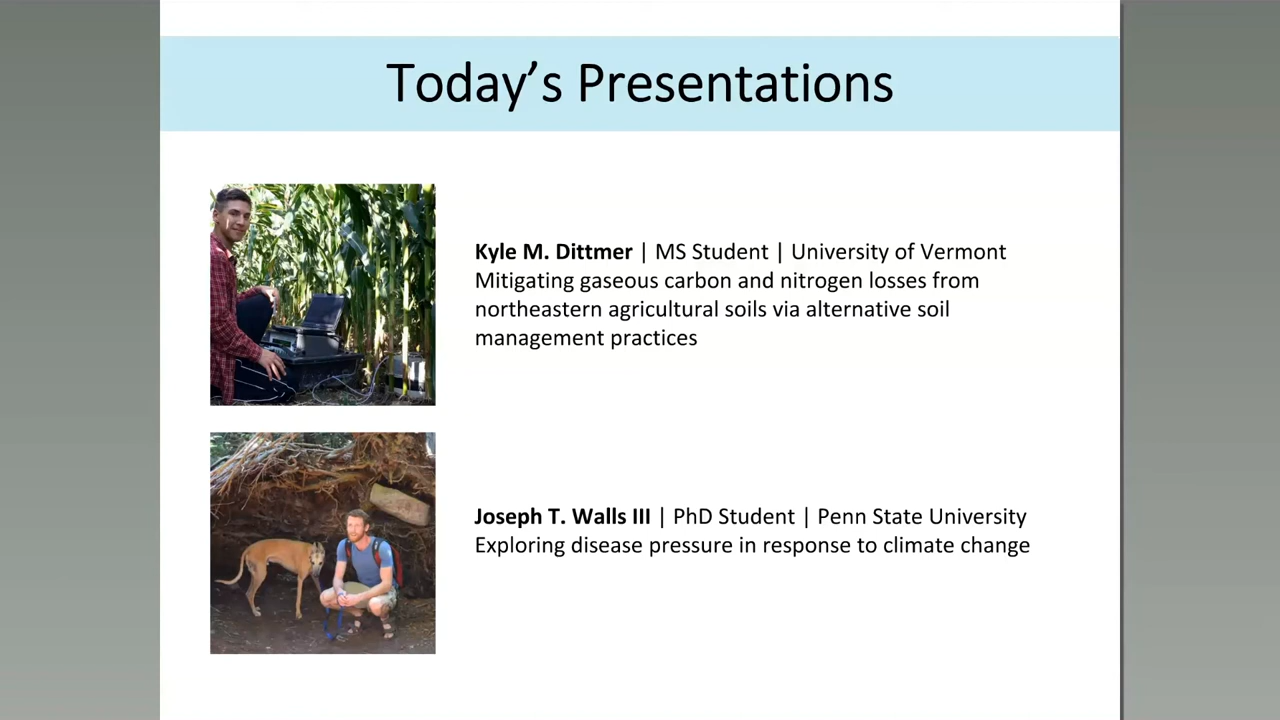 Today’s Presentations
Kyle M. Dittmer | MS Student | University of Vermont
Mitigating gaseous carbon and nitrogen losses from
northeastern agricultural soils via alternative soil
management practices
Joseph T. Walls III | PhD Student | Penn State University
Exploring disease pressure in response to climate change